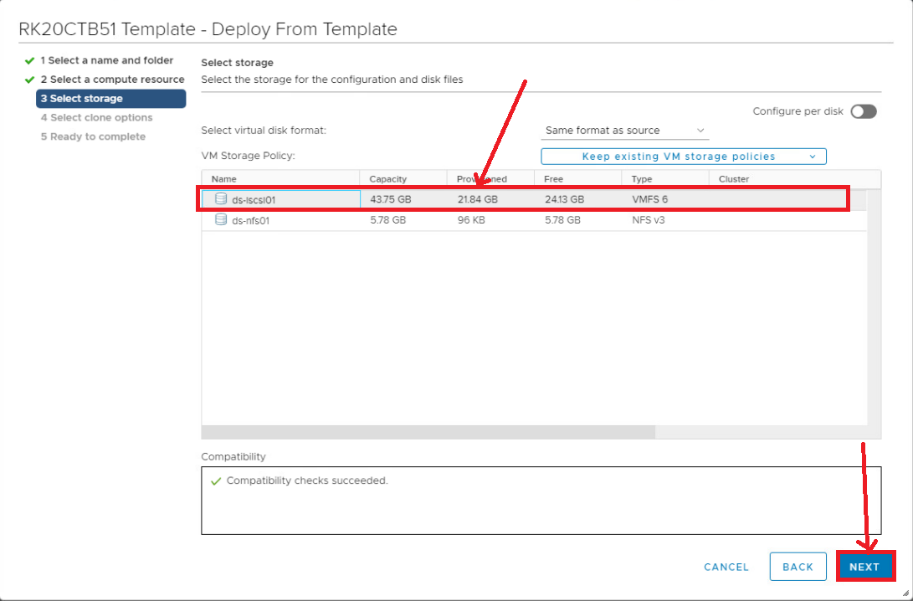 RK20CTB51 Template - Deploy From Template
1 Select a name and folder
2 Select a compute resource
3 Select storage
4 Select clone options
5 Ready to complete
Select storage
Select the storage for the configuration and disk files
Configure per disk
Select virtual disk format:
Same format as source
VM Storage Policy:
Keep existing VM storage policies
Name Capacity Provisioned Free Type Cluster
ds-iscsi01 43.75 GB 21.84 GB 24.13 GB VMFS 6
ds-nfs01 5.78 GB 96 KB 5.78 GB NFS v3
Compatibility
Compatibility checks succeeded.
CANCEL BACK NEXT